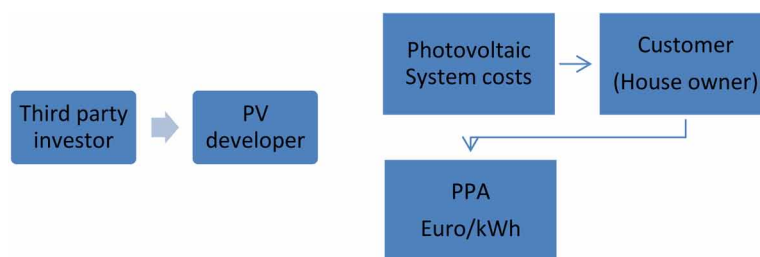 Third party
investor
PV
developer
Photovoltaic
System costs
Customer
(House owner)
PPA
Euro/kWh